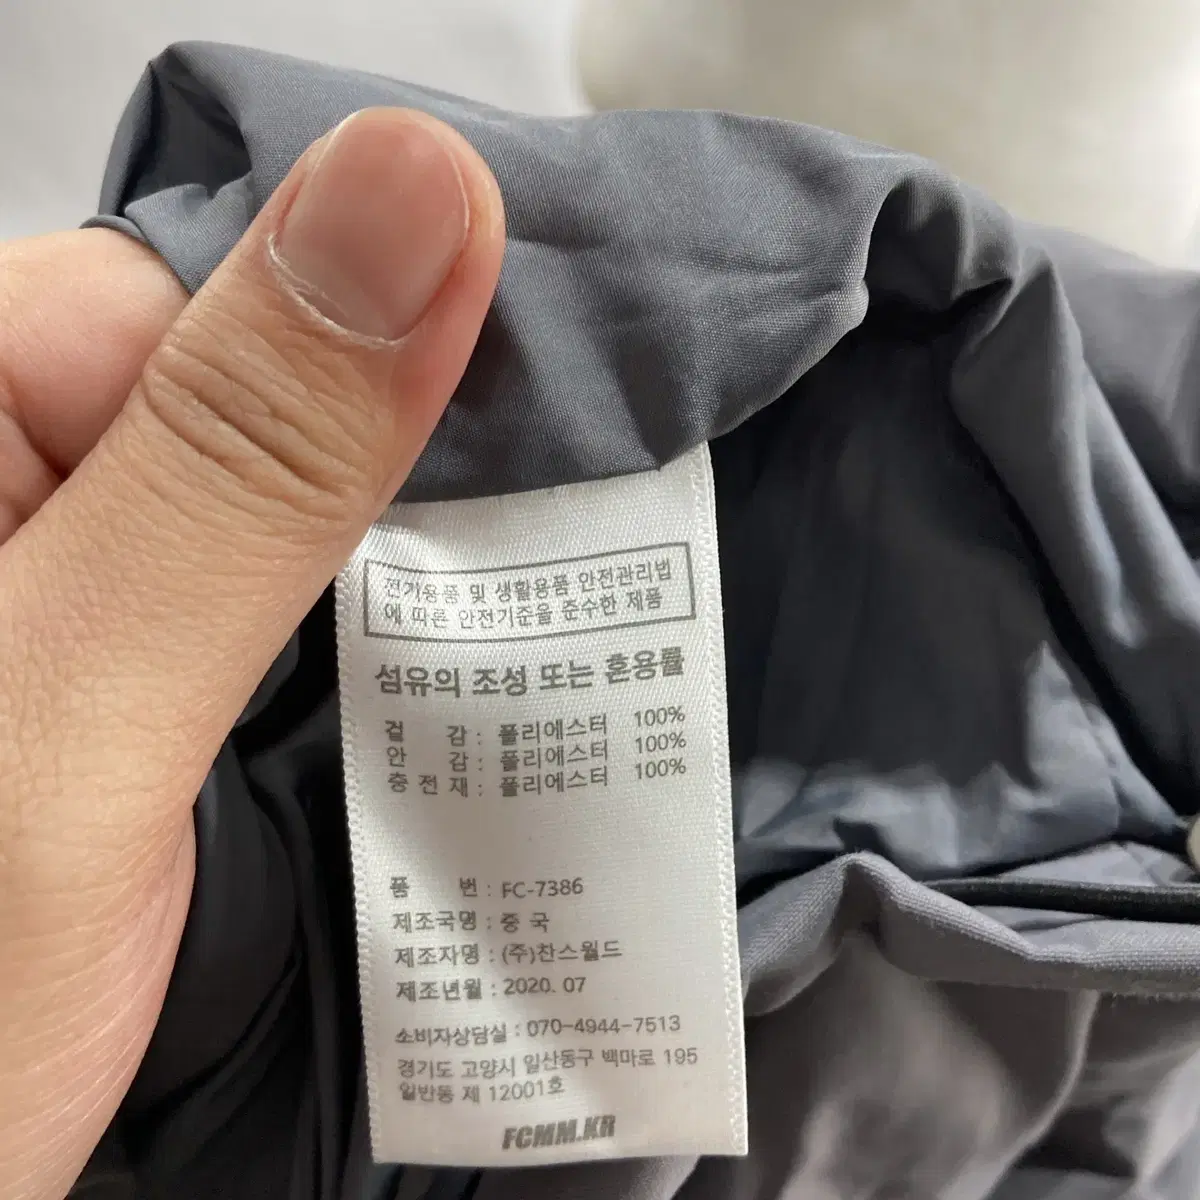 전기용품 및 생활용품 안전관리법
에 따른 안전기준을 준수한 제품
섬유의 조성 또는 혼용률
겉 감 : 폴리에스터 100%
안 감 : 폴리에스터 100%
충 전 재 : 폴리에스터 100%
품 번 : FC-7386
제조국명 : 중 국
제조자명 : (주)찬스월드
제조년월 : 2020. 07
소비자상담실 : 070-4944-7513
경기도 고양시 일산동구 백마로 195
일반동 제 12001호
FCMM.KR